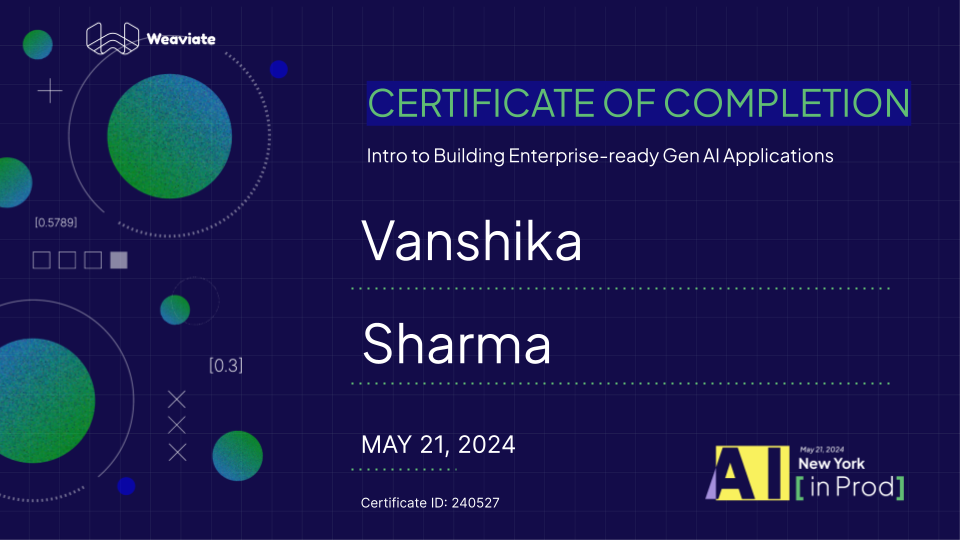 Weaviate
CERTIFICATE OF COMPLETION
Intro to Building Enterprise-ready Gen AI Applications
[0.5789]
Vanshika
Sharma
[0.3]
MAY 21, 2024
Certificate ID: 240527
AI
May 21, 2024
New York
[ in Prod]